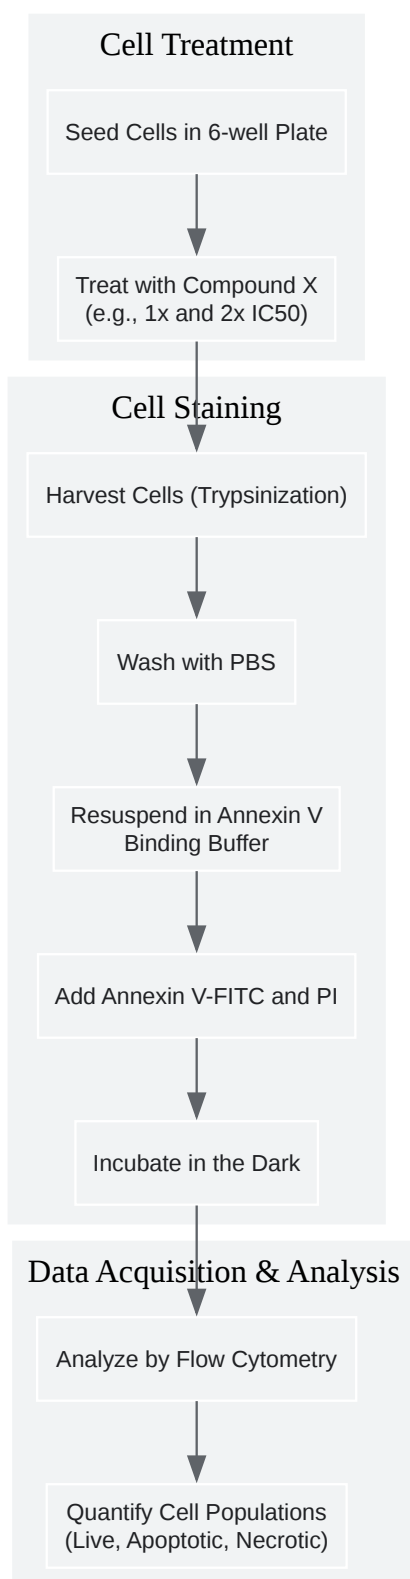 Cell Treatment
Seed Cells in 6-well Plate
Treat with Compound X
(e.g., 1x and 2x IC50)
Cell Staining
Harvest Cells (Trypsinization)
Wash with PBS
Resuspend in Annexin V
Binding Buffer
Add Annexin V-FITC and PI
Incubate in the Dark
Data Acquisition & Analysis
Analyze by Flow Cytometry
Quantify Cell Populations
(Live, Apoptotic, Necrotic)